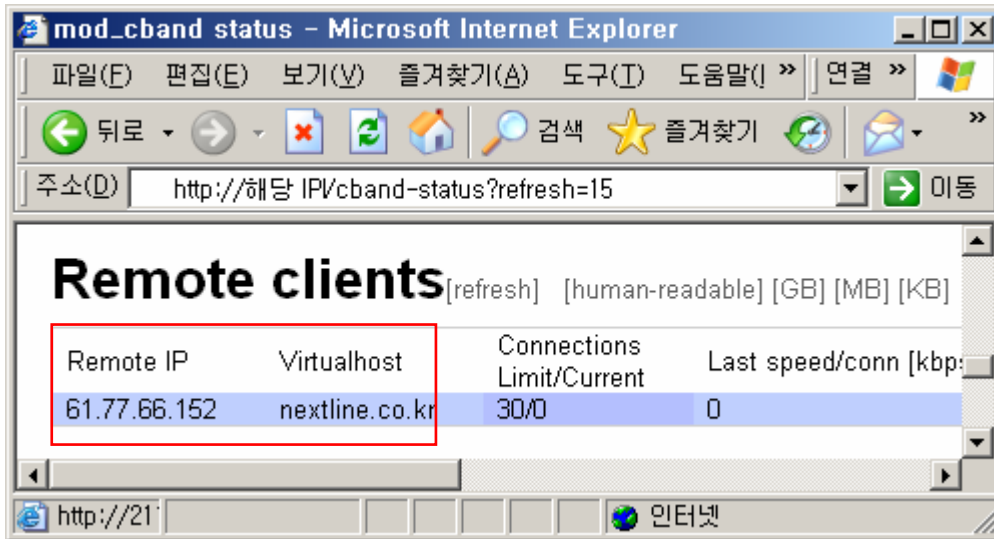 mod_cband status - Microsoft Internet Explorer
파일(F) 편집(E) 보기(V) 즐겨찾기(A) 도구(T) 도움말( » 연결 »
뒤로 검색 즐겨찾기 »
주소(D) http://해당 IP/cband-status?refresh=15 이동
Remote clients [refresh] [human-readable] [GB] [MB] [KB]
Remote IP Virtualhost Connections Limit/Current Last speed/conn [kbps
61.77.66.152 nextline.co.kr 30/0 0
http://21 인터넷